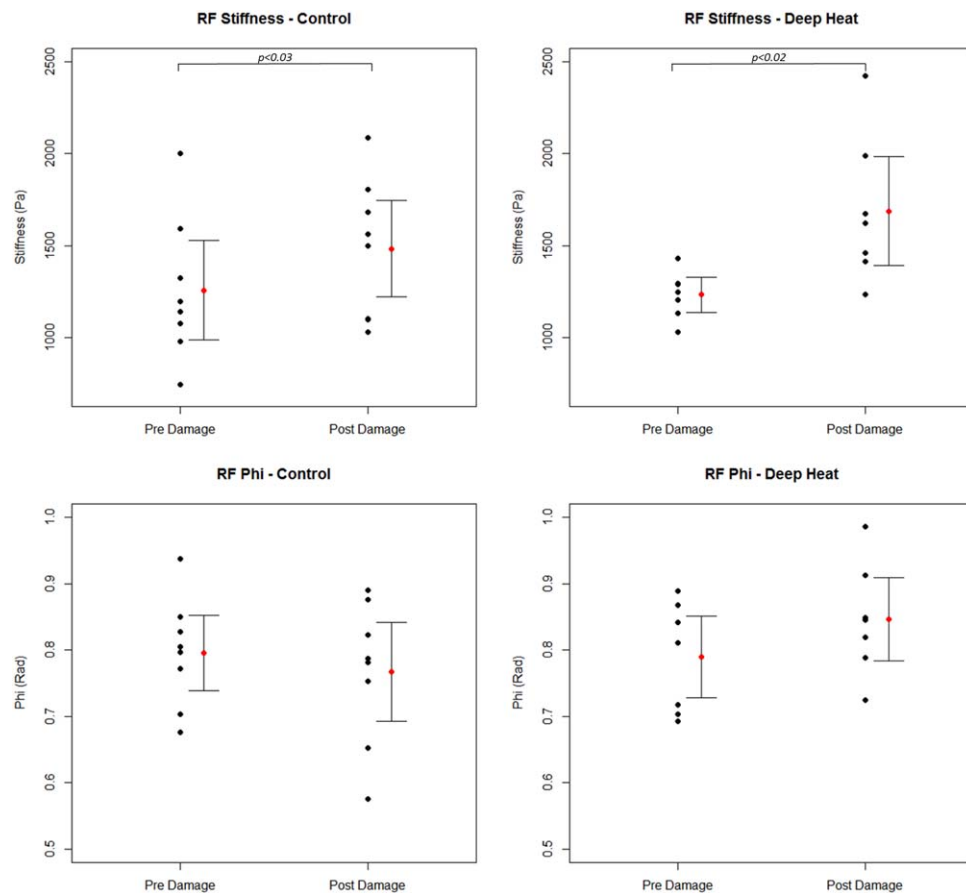 RF Stiffness - Control
p<0.03
2500
2000
1500
1000
Stiffness (Pa)
Pre Damage
Post Damage
RF Stiffness - Deep Heat
p<0.02
2500
2000
1500
1000
Stiffness (Pa)
Pre Damage
Post Damage
RF Phi - Control
1.0
0.9
0.8
0.7
0.6
0.5
Phi (Rad)
Pre Damage
Post Damage
RF Phi - Deep Heat
1.0
0.9
0.8
0.7
0.6
0.5
Phi (Rad)
Pre Damage
Post Damage